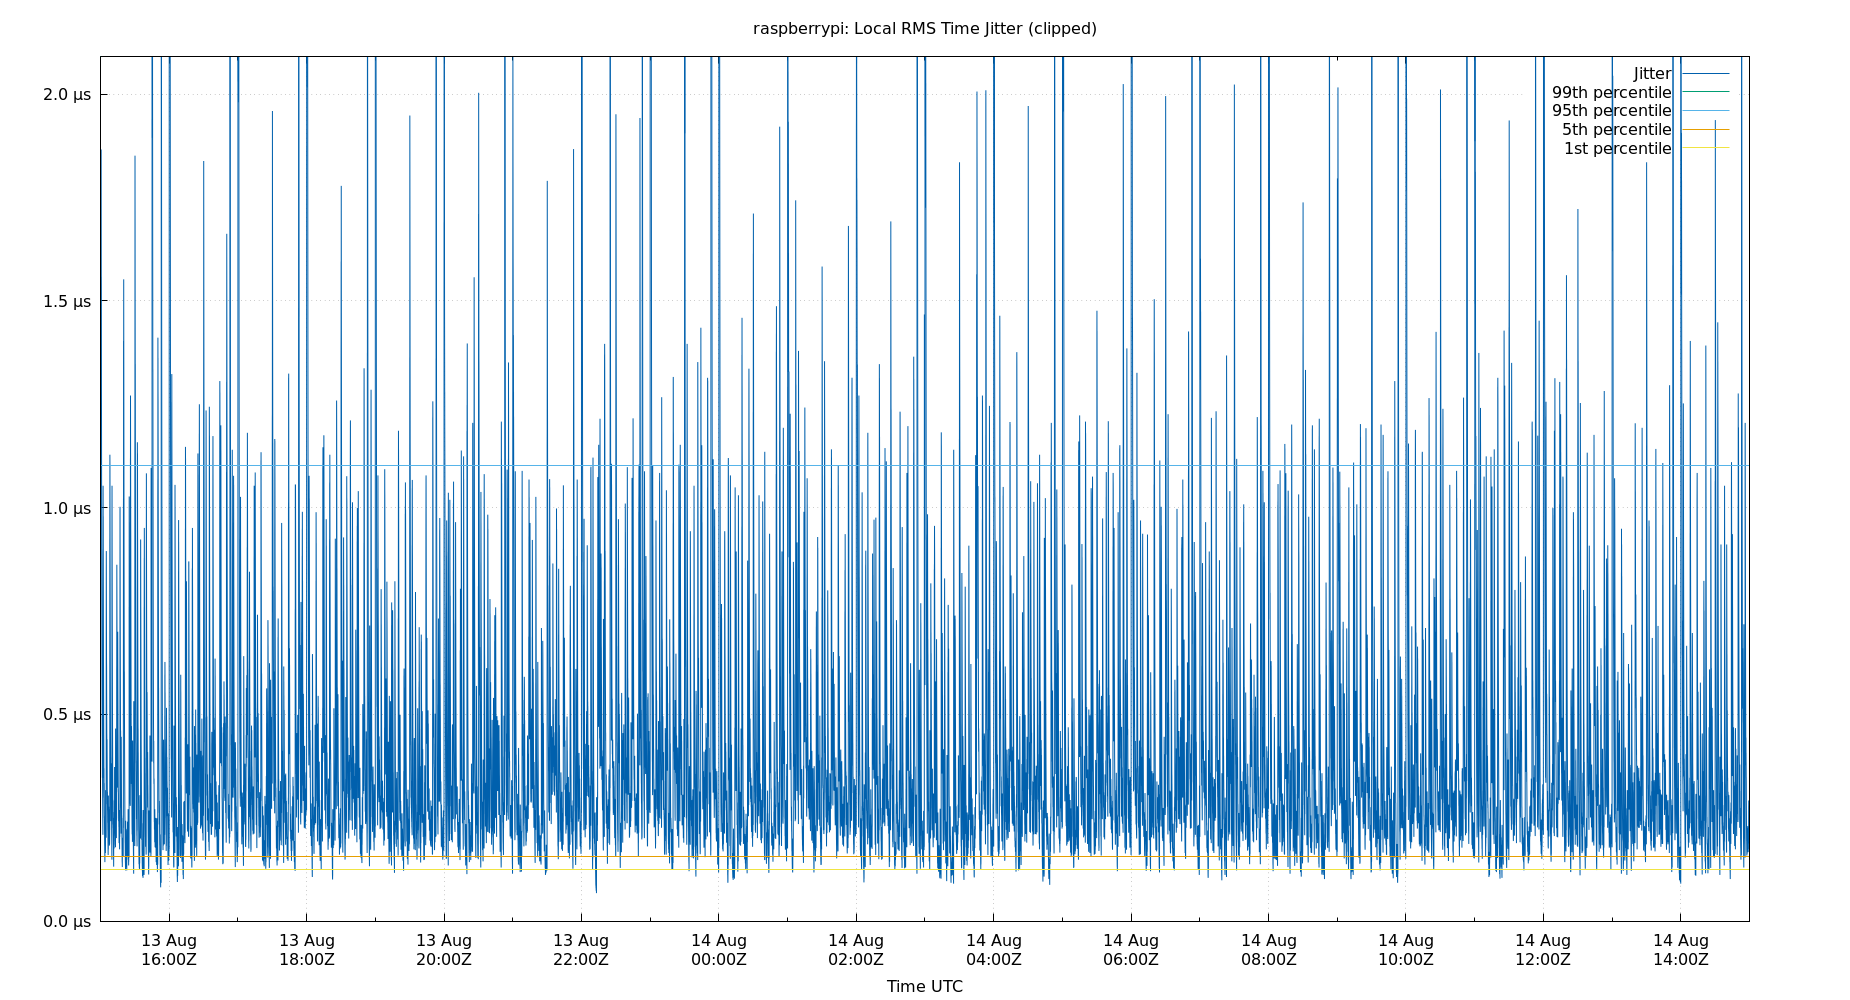 raspberrypi: Local RMS Time Jitter (clipped)
Jitter
99th percentile
95th percentile
5th percentile
1st percentile
2.0 µs
1.5 µs
1.0 µs
0.5 µs
0.0 µs
13 Aug 13 Aug 13 Aug 13 Aug 14 Aug 14 Aug 14 Aug 14 Aug 14 Aug 14 Aug 14 Aug 14 Aug
16:00Z 18:00Z 20:00Z 22:00Z 00:00Z 02:00Z 04:00Z 06:00Z 08:00Z 10:00Z 12:00Z 14:00Z
Time UTC